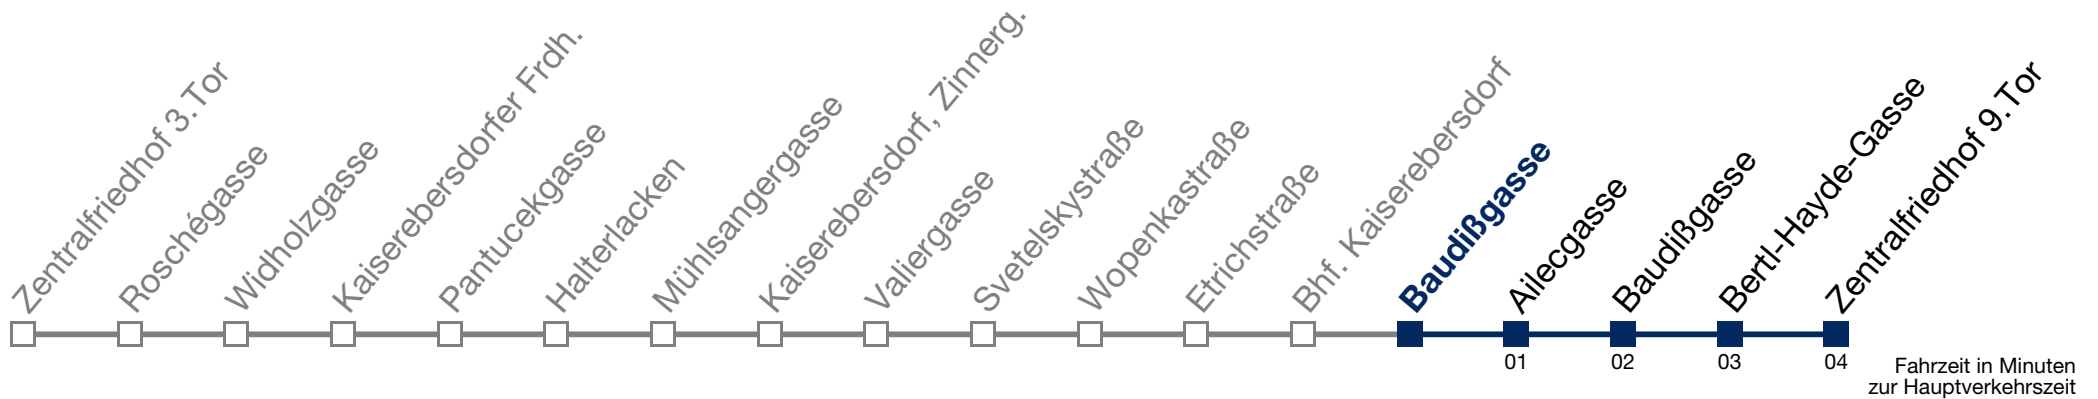 Zentralfriedhof 3.Tor
Roschégasse
Widholzgasse
Kaiserebersdorfer Frdh.
Pantucekgasse
Halterlacken
Mühlsangergasse
Kaiserebersdorf, Zinnerg.
Valiergasse
Svetelskystraße
Wopenkastraße
Etrichstraße
Bhf. Kaiserebersdorf
Baudißgasse
Ailecgasse
Baudißgasse
Bertl-Hayde-Gasse
Zentralfriedhof 9.Tor
01
02
03
04
Fahrzeit in Minuten
zur Hauptverkehrszeit